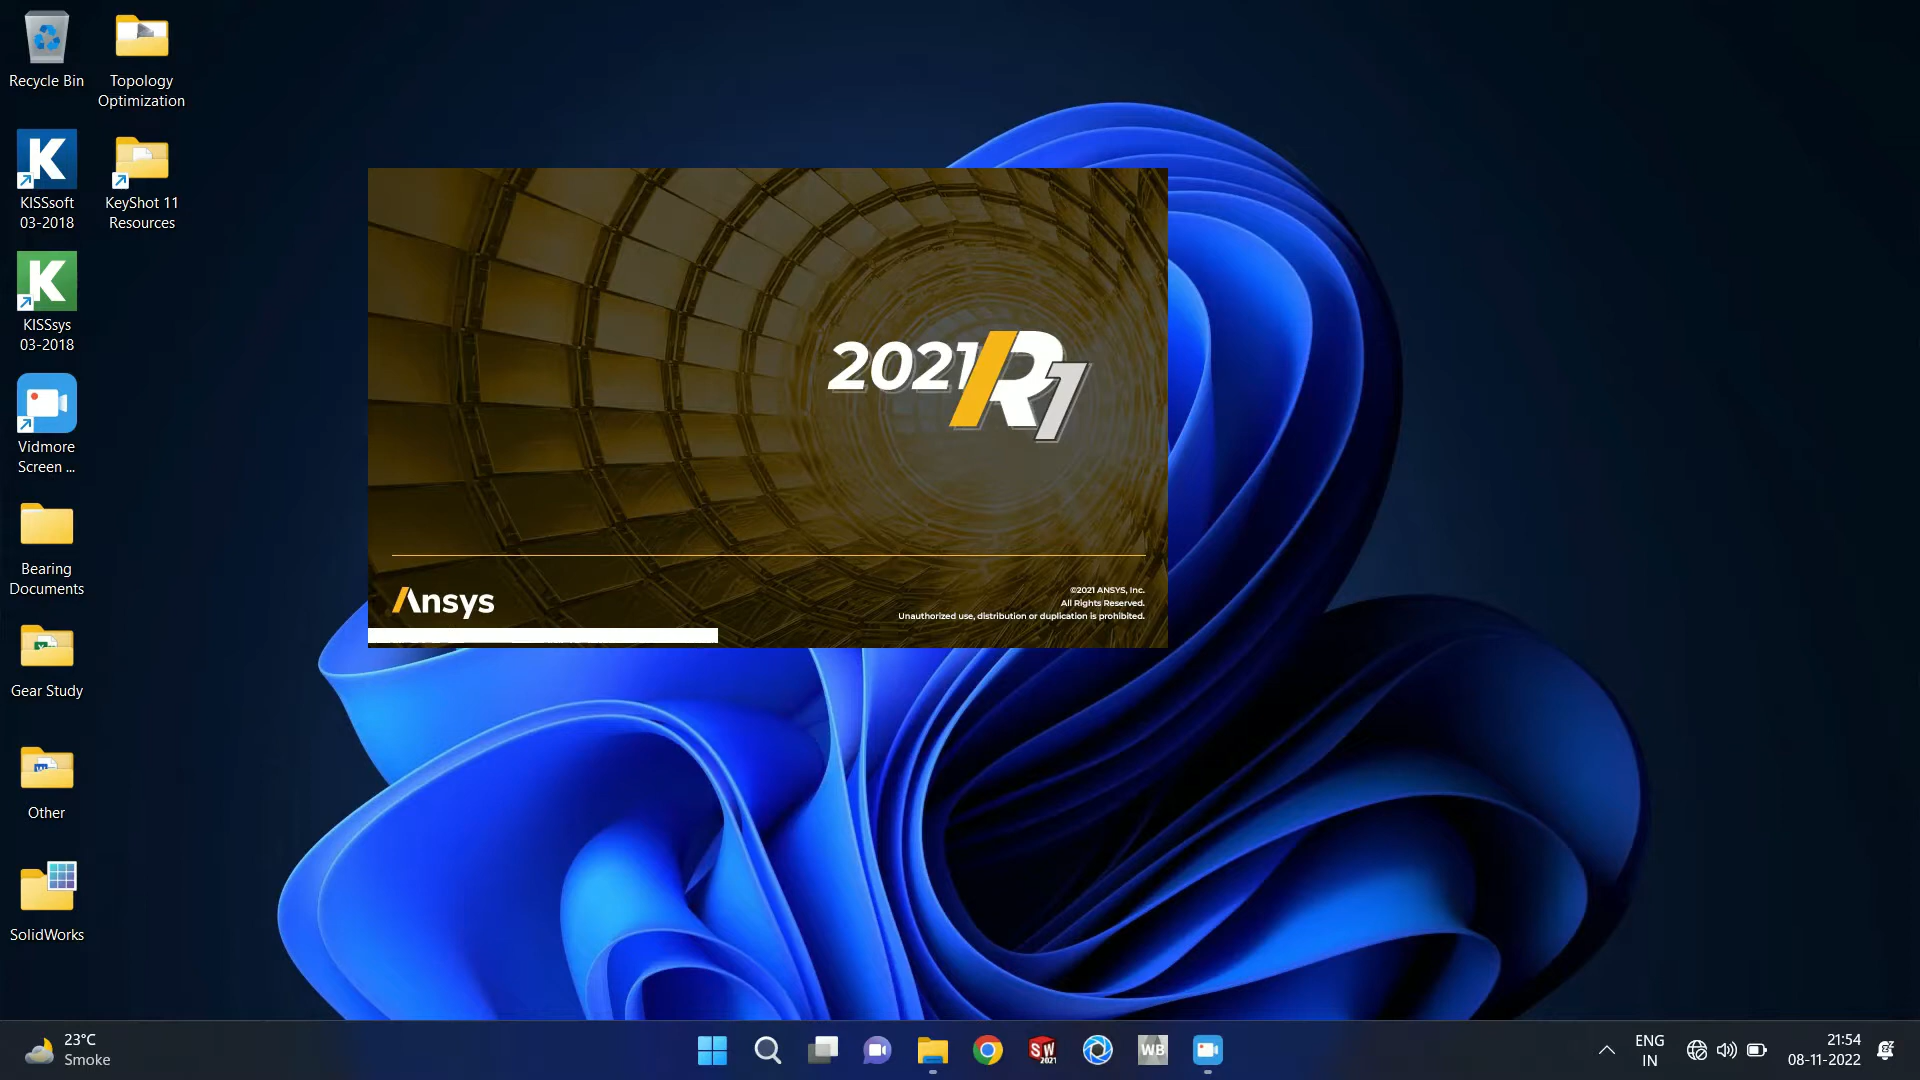 Recycle Bin
Topology
Optimization
KISSsoft
03-2018
KeyShot 11
Resources
KISSsys
03-2018
Vidmore
Screen ...
Bearing
Documents
Gear Study
Other
SolidWorks
2021 R1
Ansys
©2021 ANSYS, Inc.
All Rights Reserved.
Unauthorized use, distribution or duplication is prohibited.
23°C
Smoke
SW
2021
WB
ENG
IN
21:54
08-11-2022